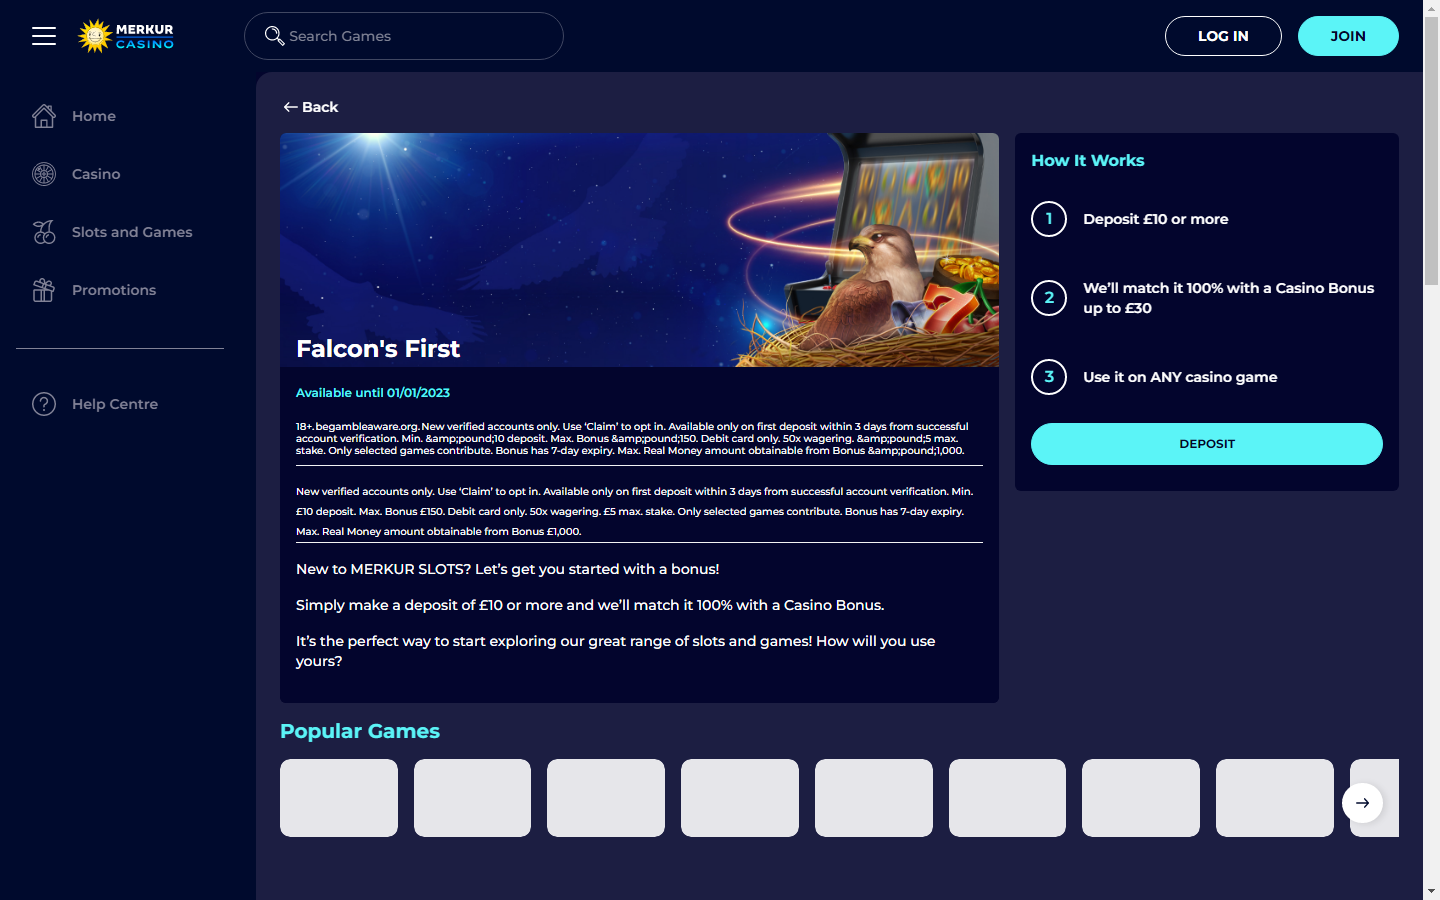 MERKUR
CASINO
Search Games
LOG IN
JOIN
Home
Casino
Slots and Games
Promotions
Help Centre
Back
Falcon's First
Available until 01/01/2023
18+. begambleaware.org. New verified accounts only. Use ‘Claim’ to opt in. Available only on first deposit within 3 days from successful
account verification. Min. &amp;pound;10 deposit. Max. Bonus &amp;pound;150. Debit card only. 50x wagering. &amp;pound;5 max.
stake. Only selected games contribute. Bonus has 7-day expiry. Max. Real Money amount obtainable from Bonus &amp;pound;1,000.
New verified accounts only. Use ‘Claim’ to opt in. Available only on first deposit within 3 days from successful account verification. Min.
£10 deposit. Max. Bonus £150. Debit card only. 50x wagering. £5 max. stake. Only selected games contribute. Bonus has 7-day expiry.
Max. Real Money amount obtainable from Bonus £1,000.
New to MERKUR SLOTS? Let’s get you started with a bonus!
Simply make a deposit of £10 or more and we’ll match it 100% with a Casino Bonus.
It’s the perfect way to start exploring our great range of slots and games! How will you use
yours?
How It Works
1 Deposit £10 or more
2 We’ll match it 100% with a Casino Bonus
up to £30
3 Use it on ANY casino game
DEPOSIT
Popular Games